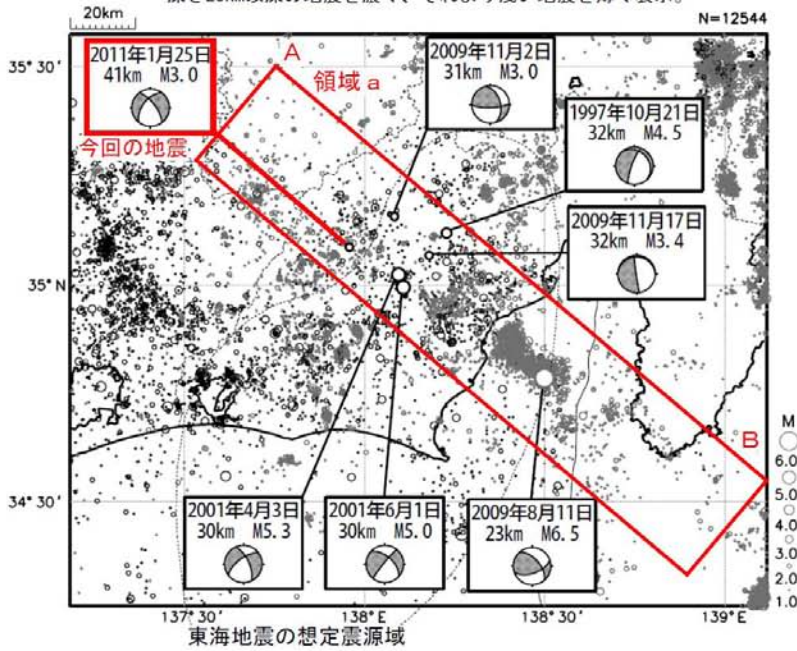 20km
N=12544
35°30′
2011年1月25日
41km M3.0
今回の地震
A
領域a
2009年11月2日
31km M3.0
1997年10月21日
32km M4.5
2009年11月17日
32km M3.4
35°N
B
M
6.0
5.0
4.0
3.0
2.0
1.0
34°30′
2001年4月3日
30km M5.3
2001年6月1日
30km M5.0
2009年8月11日
23km M6.5
137°30′
138°E
138°30′
139°E
東海地震の想定震源域